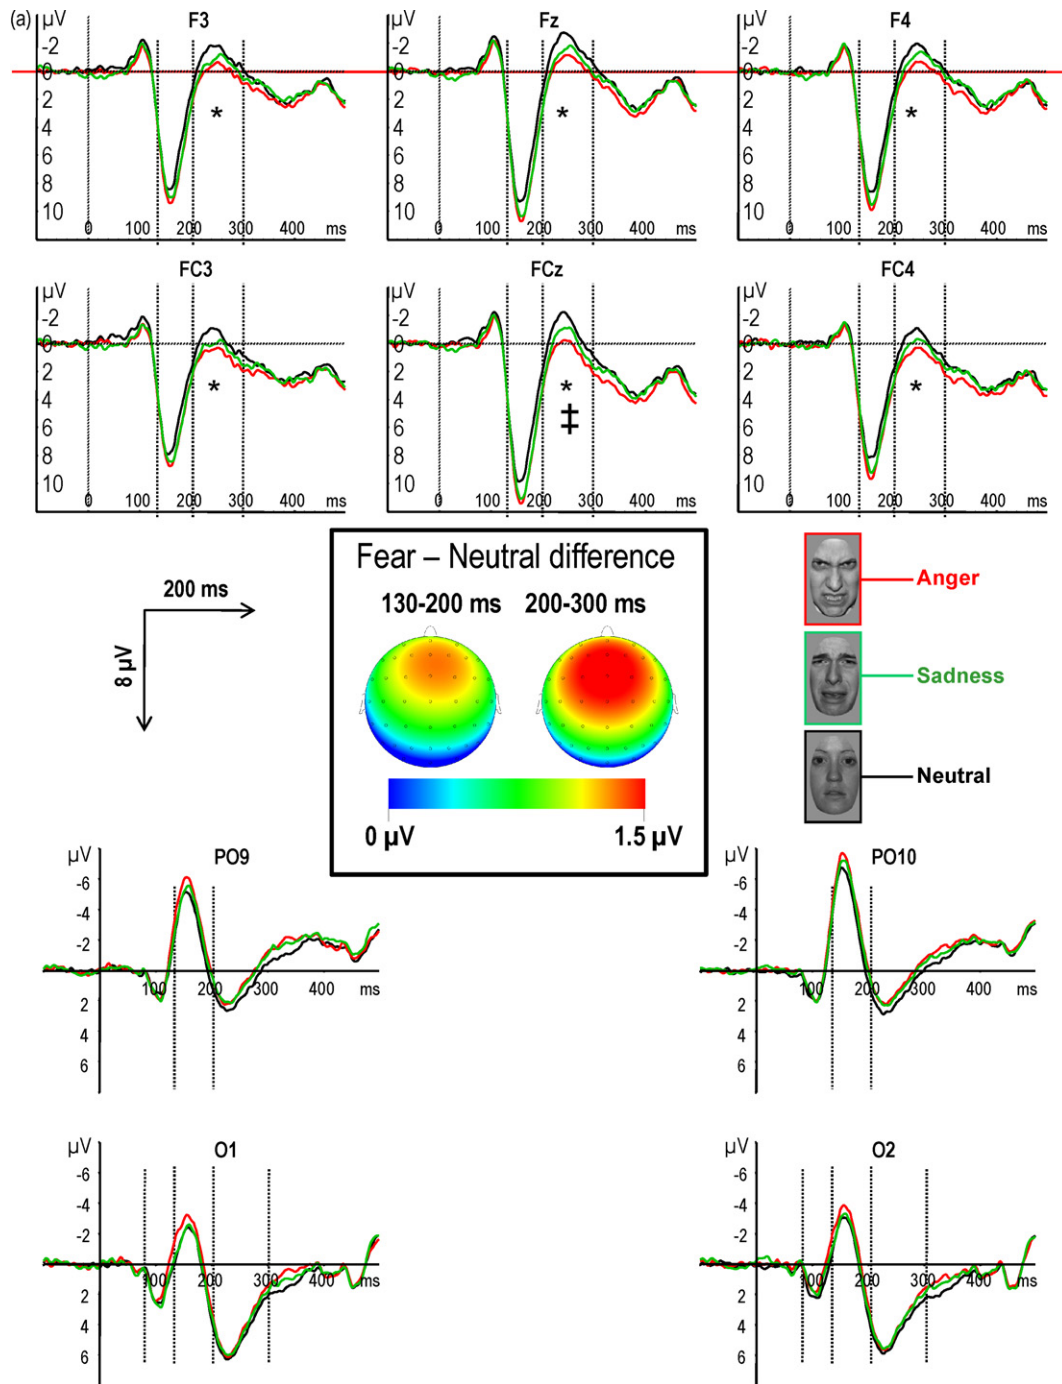 (a)
µV F3
-2
0
2
4
6
8
10
0 100 200 300 400 ms
µV Fz
-2
0
2
4
6
8
10
0 100 200 300 400 ms
µV F4
-2
0
2
4
6
8
10
0 100 200 300 400 ms
*
*
*
µV FC3
-2
0
2
4
6
8
10
0 100 200 300 400 ms
µV FCz
-2
0
2
4
6
8
10
0 100 200 300 400 ms
µV FC4
-2
0
2
4
6
8
10
0 100 200 300 400 ms
*
*
‡
*
200 ms
8 µV
Fear – Neutral difference
130-200 ms 200-300 ms
0 µV 1.5 µV
Anger
Sadness
Neutral
µV PO9
-6
-4
-2
100 200 300 400 ms
2
4
6
µV PO10
-6
-4
-2
100 200 300 400 ms
2
4
6
µV O1
-6
-4
-2
100 200 300 400 ms
2
4
6
µV O2
-6
-4
-2
100 200 300 400 ms
2
4
6